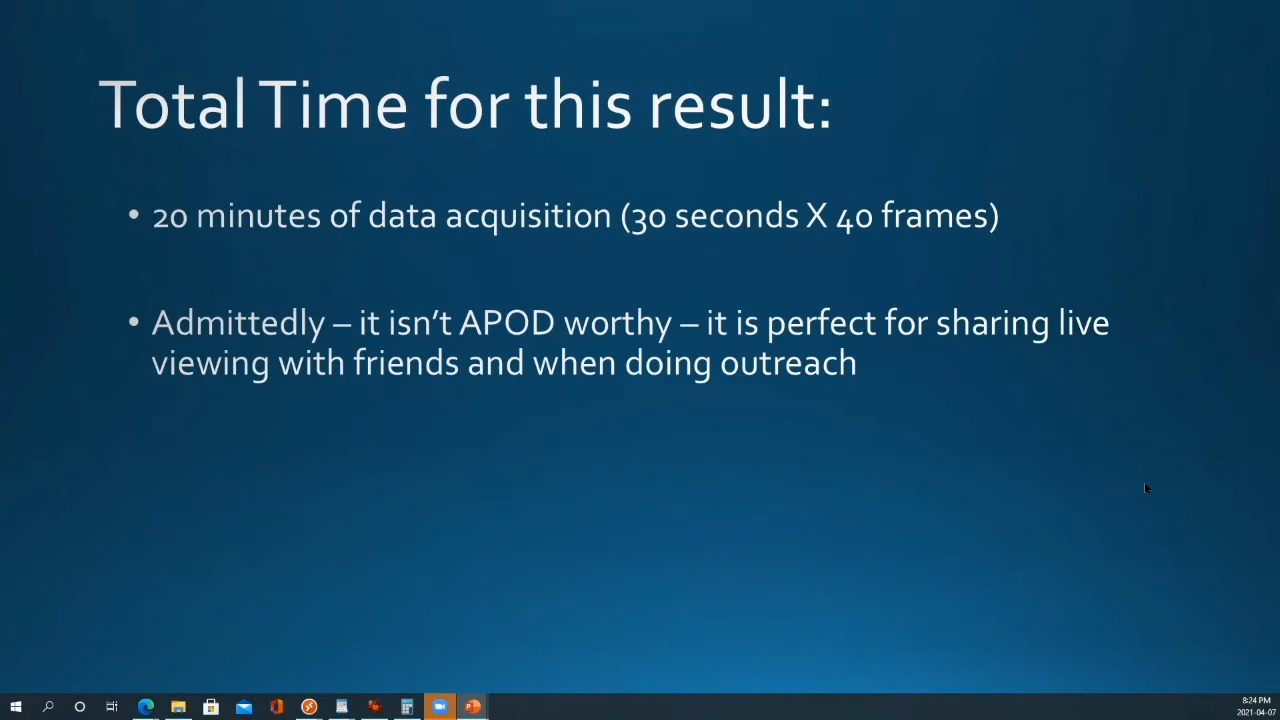 Total Time for this result:
• 20 minutes of data acquisition (30 seconds X 40 frames)
• Admittedly – it isn’t APOD worthy – it is perfect for sharing live
viewing with friends and when doing outreach
8:24 PM
2021-04-07